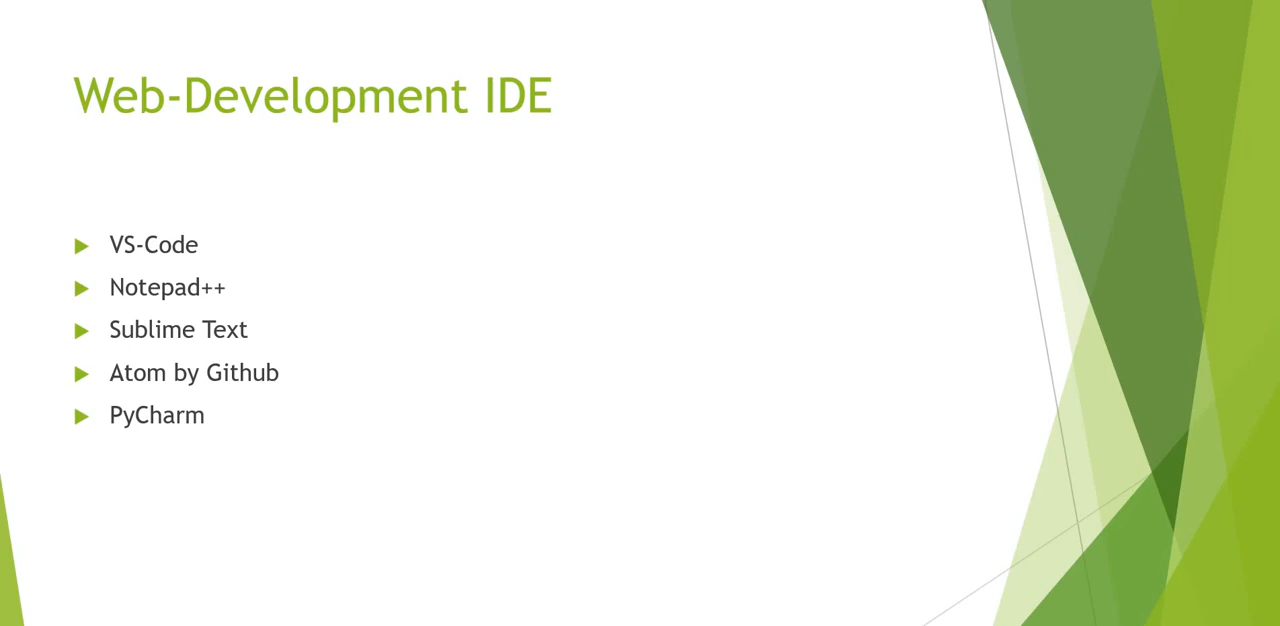 Web-Development IDE
VS-Code
Notepad++
Sublime Text
Atom by Github
PyCharm